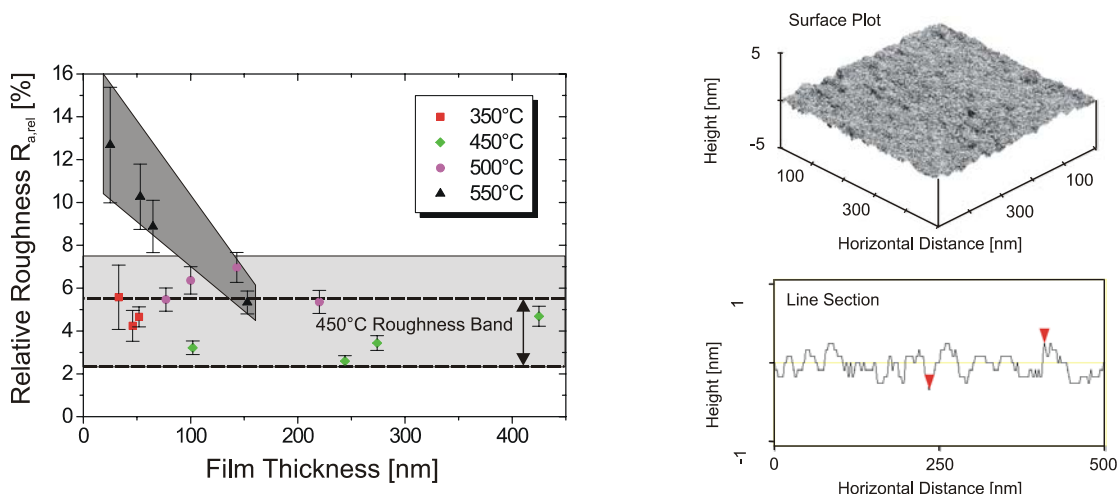 16
14
12
10
8
6
4
2
0
Relative Roughness R a,rel [%]
350°C
450°C
500°C
550°C
450°C Roughness Band
0
100
200
300
400
Film Thickness [nm]
Surface Plot
5
-5
Height [nm]
100
300
300
100
Horizontal Distance [nm]
Line Section
1
-1
Height [nm]
0
250
500
Horizontal Distance [nm]